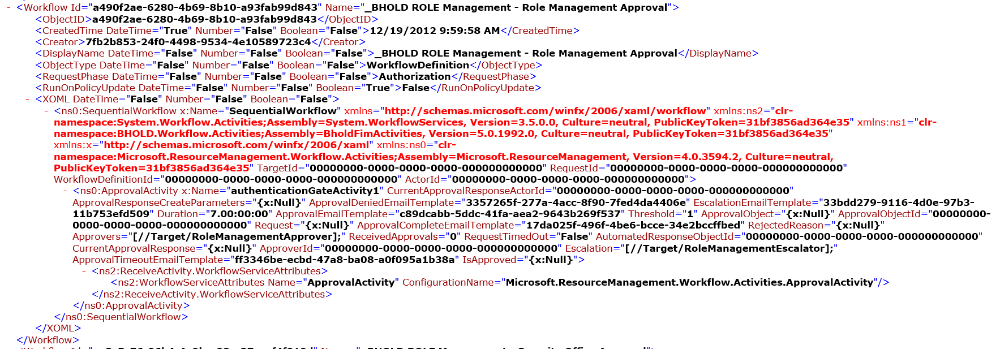 - <Workflow Id="a490f2ae-6280-4b69-8b10-a93fab99d843" Name="_BHOLD ROLE Management - Role Management Approval">
<ObjectID>a490f2ae-6280-4b69-8b10-a93fab99d843</ObjectID>
<CreatedTime DateTime="True" Number="False" Boolean="False">12/19/2012 9:59:58 AM</CreatedTime>
<Creator>7fb2b853-24f0-4498-9534-4e10589723c4</Creator>
<DisplayName DateTime="False" Number="False" Boolean="False">_BHOLD ROLE Management - Role Management Approval</DisplayName>
<ObjectType DateTime="False" Number="False" Boolean="False">WorkflowDefinition</ObjectType>
<RequestPhase DateTime="False" Number="False" Boolean="False">Authorization</RequestPhase>
<RunOnPolicyUpdate DateTime="False" Number="False" Boolean="True">False</RunOnPolicyUpdate>
- <XOML DateTime="False" Number="False" Boolean="False">
- <ns0:SequentialWorkflow x:Name="SequentialWorkflow" xmlns="http://schemas.microsoft.com/winfx/2006/xaml/workflow" xmlns:ns2="clr-
namespace:System.Workflow.Activities;Assembly=System.WorkflowServices, Version=3.5.0.0, Culture=neutral, PublicKeyToken=31bf3856ad364e35" xmlns:ns1="clr-
namespace:BHOLD.Workflow.Activities;Assembly=BholdFimActivities, Version=5.0.1992.0, Culture=neutral, PublicKeyToken=31bf3856ad364e35"
xmlns:x="http://schemas.microsoft.com/winfx/2006/xaml" xmlns:ns0="clr-
namespace:Microsoft.ResourceManagement.Workflow.Activities;Assembly=Microsoft.ResourceManagement, Version=4.0.3594.2, Culture=neutral,
PublicKeyToken=31bf3856ad364e35" TargetId="00000000-0000-0000-0000-000000000000" RequestId="00000000-0000-0000-0000-000000000000"
WorkflowDefinitionId="00000000-0000-0000-0000-000000000000" ActorId="00000000-0000-0000-0000-000000000000">
- <ns0:ApprovalActivity x:Name="authenticationGateActivity1" CurrentApprovalResponseActorId="00000000-0000-0000-0000-000000000000"
ApprovalResponseCreateParameters="{x:Null}" ApprovalDeniedEmailTemplate="3357265f-277a-4acc-8f90-7fed4da4406e" EscalationEmailTemplate="33bdd279-9116-4d0e-97b3-
11b753efd509" Duration="7.00:00:00" ApprovalEmailTemplate="c89dcabb-5ddc-41fa-aea2-9643b269f537" Threshold="1" ApprovalObject="{x:Null}" ApprovalObjectId="00000000-
0000-0000-0000-000000000000" Request="{x:Null}" ApprovalCompleteEmailTemplate="17da025f-496f-4be6-bcce-34e2bccffbed" RejectedReason="{x:Null}"
Approvers="[//Target/RoleManagementApprover];" ReceivedApprovals="0" RequestTimedOut="False" AutomatedResponseObjectId="00000000-0000-0000-0000-000000000000"
CurrentApprovalResponse="{x:Null}" ApproverId="00000000-0000-0000-0000-000000000000" Escalation="[//Target/RoleManagementEscalator];"
ApprovalTimeoutEmailTemplate="ff3346be-ecbd-47a8-ba08-a0f095a1b38a" IsApproved="{x:Null}">
- <ns2:ReceiveActivity.WorkflowServiceAttributes>
<ns2:WorkflowServiceAttributes Name="ApprovalActivity" ConfigurationName="Microsoft.ResourceManagement.Workflow.Activities.ApprovalActivity"/>
</ns2:ReceiveActivity.WorkflowServiceAttributes>
</ns0:ApprovalActivity>
</ns0:SequentialWorkflow>
</XOML>
</Workflow>